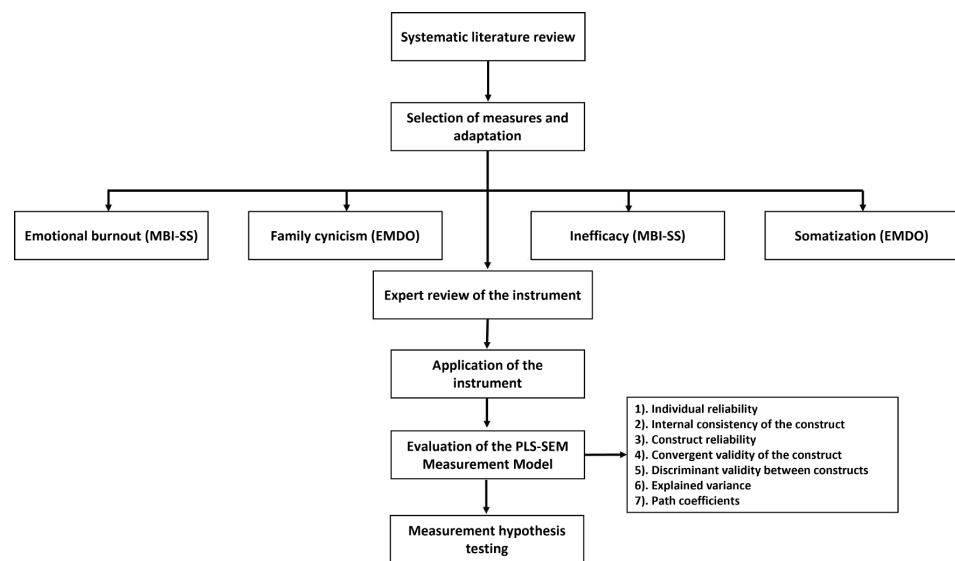 Systematic literature review
Selection of measures and
adaptation
Emotional burnout (MBI-SS)
Family cynicism (EMDO)
Inefficacy (MBI-SS)
Somatization (EMDO)
Expert review of the instrument
Application of the
instrument
Evaluation of the PLS-SEM
Measurement Model
1). Individual reliability
2). Internal consistency of the construct
3). Construct reliability
4). Convergent validity of the construct
5). Discriminant validity between constructs
6). Explained variance
7). Path coefficients
Measurement hypothesis
testing